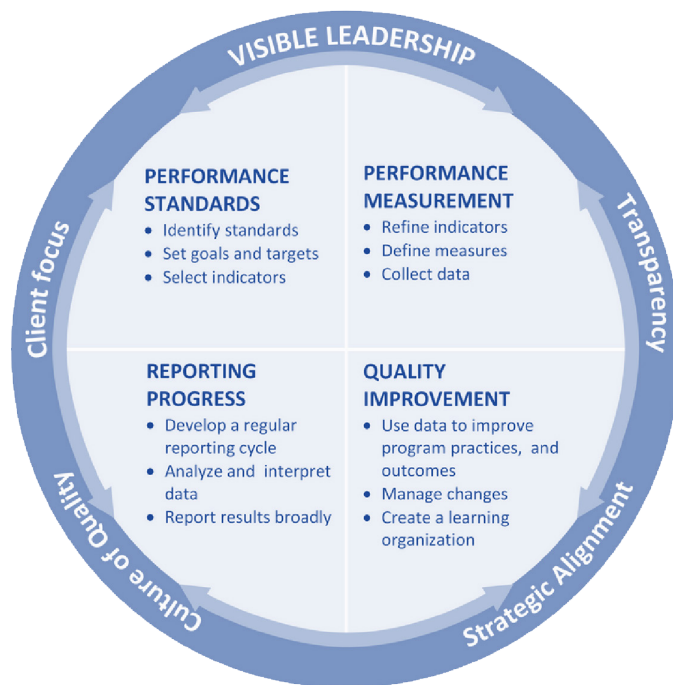 VISIBLE LEADERSHIP
PERFORMANCE
STANDARDS
• Identify standards
• Set goals and targets
• Select indicators
PERFORMANCE
MEASUREMENT
• Refine indicators
• Define measures
• Collect data
Client focus
Transparency
REPORTING
PROGRESS
• Develop a regular
reporting cycle
• Analyze and interpret
data
• Report results broadly
QUALITY
IMPROVEMENT
• Use data to improve
program practices, and
outcomes
• Manage changes
• Create a learning
organization
Culture of Quality
Strategic Alignment